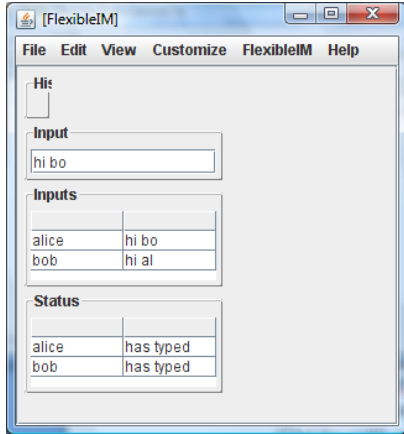 [FlexibleIM]
File Edit View Customize FlexibleIM Help
His
Input
hi bo
Inputs
alice hi bo
bob hi al
Status
alice has typed
bob has typed